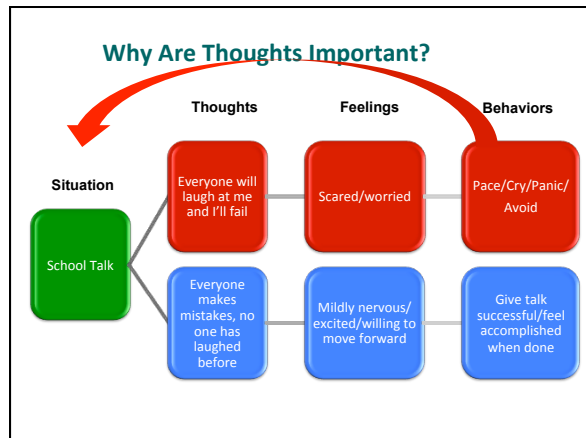 Why Are Thoughts Important?
Thoughts
Feelings
Behaviors
Situation
Everyone will
laugh at me
and I'll fail
Scared/worried
Pace/Cry/Panic/
Avoid
School Talk
Everyone
makes
mistakes, no
one has
laughed
before
Mildly nervous/
excited/willing to
move forward
Give talk
successful/feel
accomplished
when done